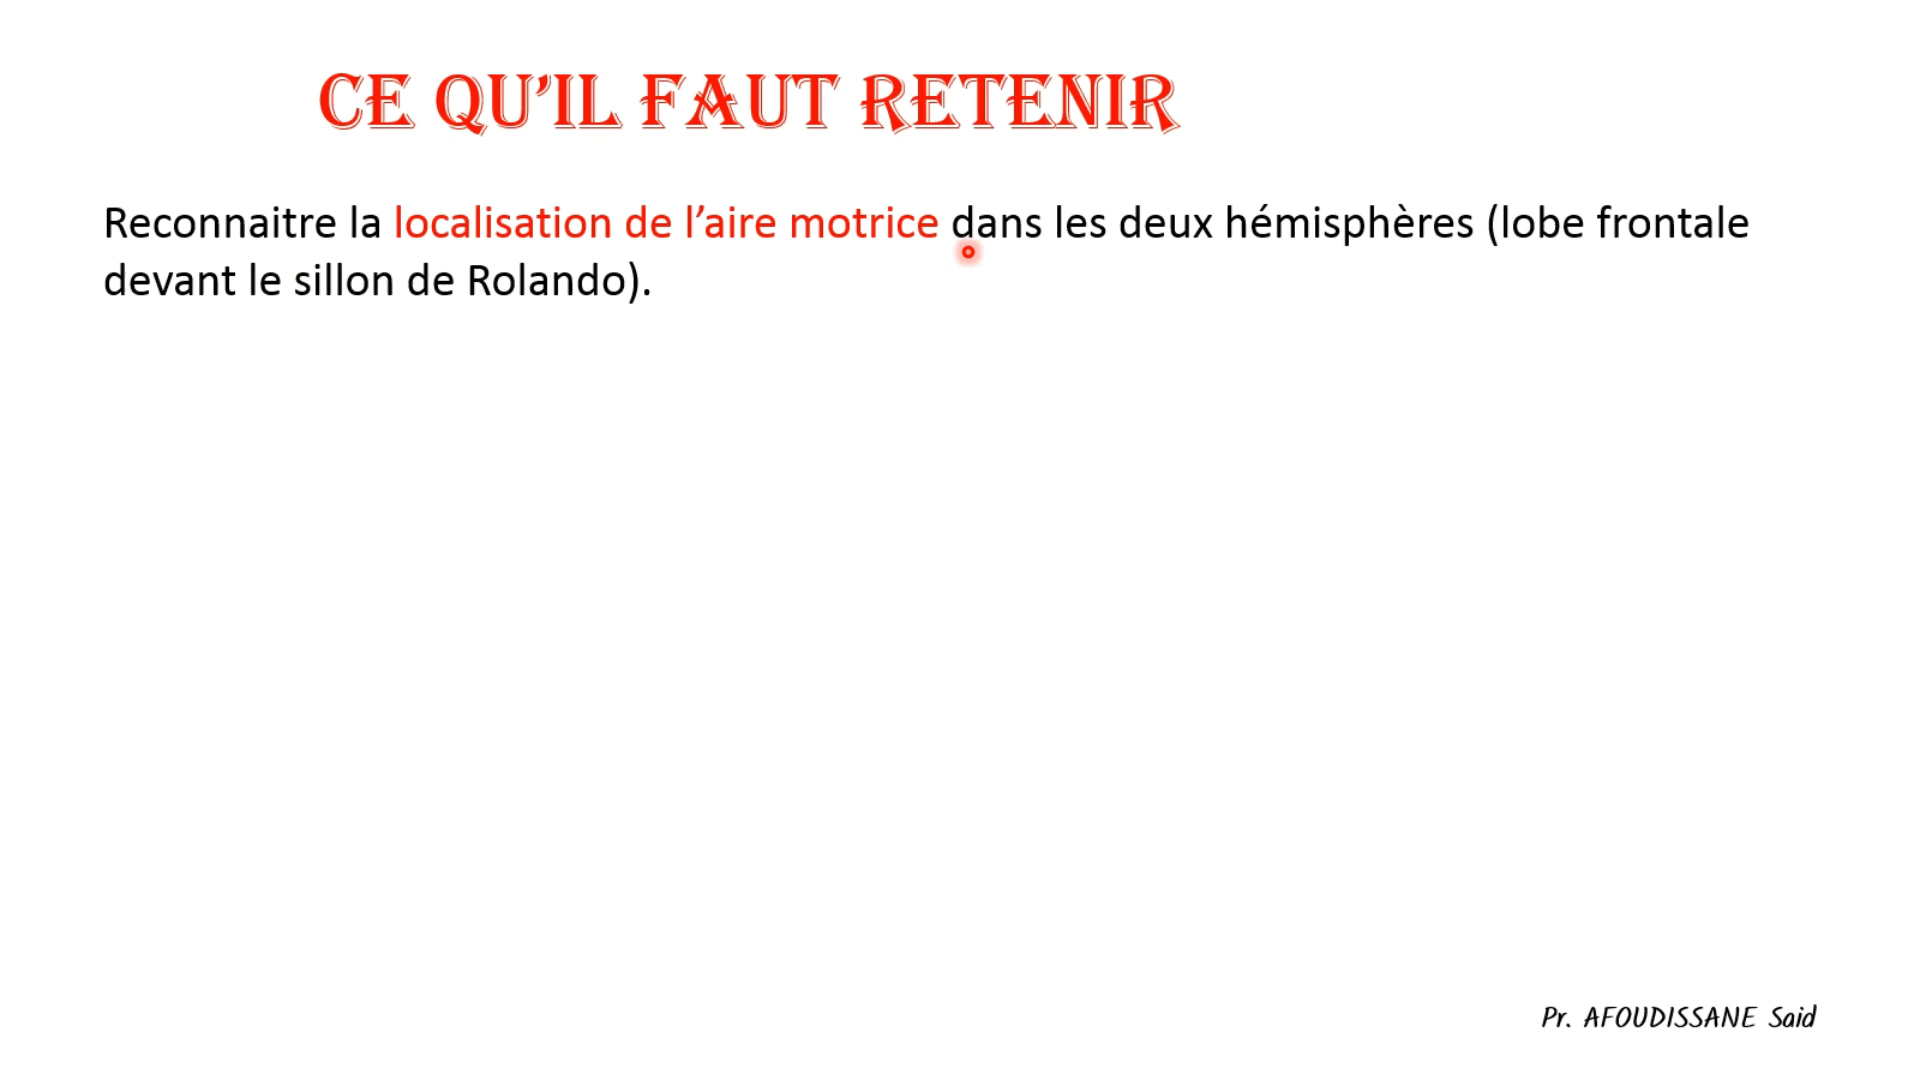 CE QU’IL FAUT RETENIR
Reconnaitre la localisation de l’aire motrice dans les deux hémisphères (lobe frontale
devant le sillon de Rolando).
Pr. AFOUDISSANE Said